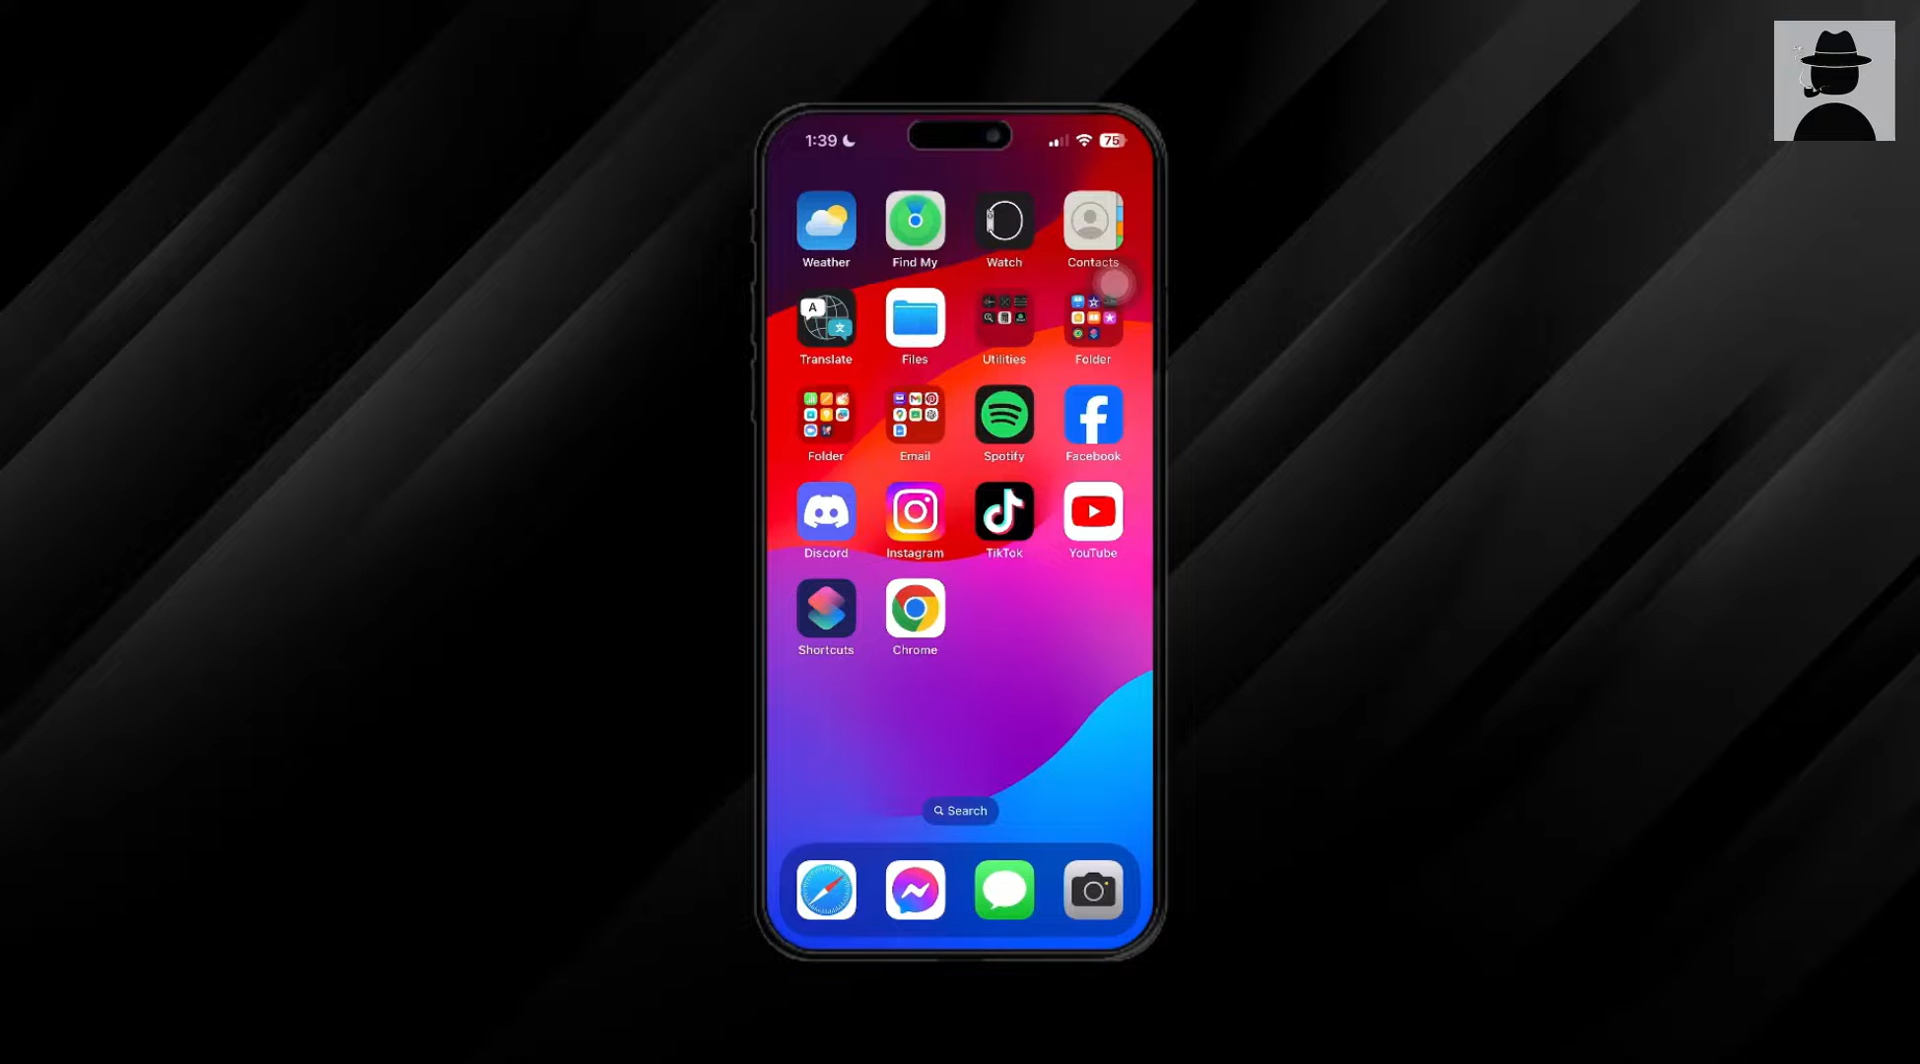 1:39 75
Weather Find My Watch Contacts
A 文
Translate Files Utilities Folder
Folder Email Spotify Facebook
Discord Instagram TikTok YouTube
Shortcuts Chrome
Search